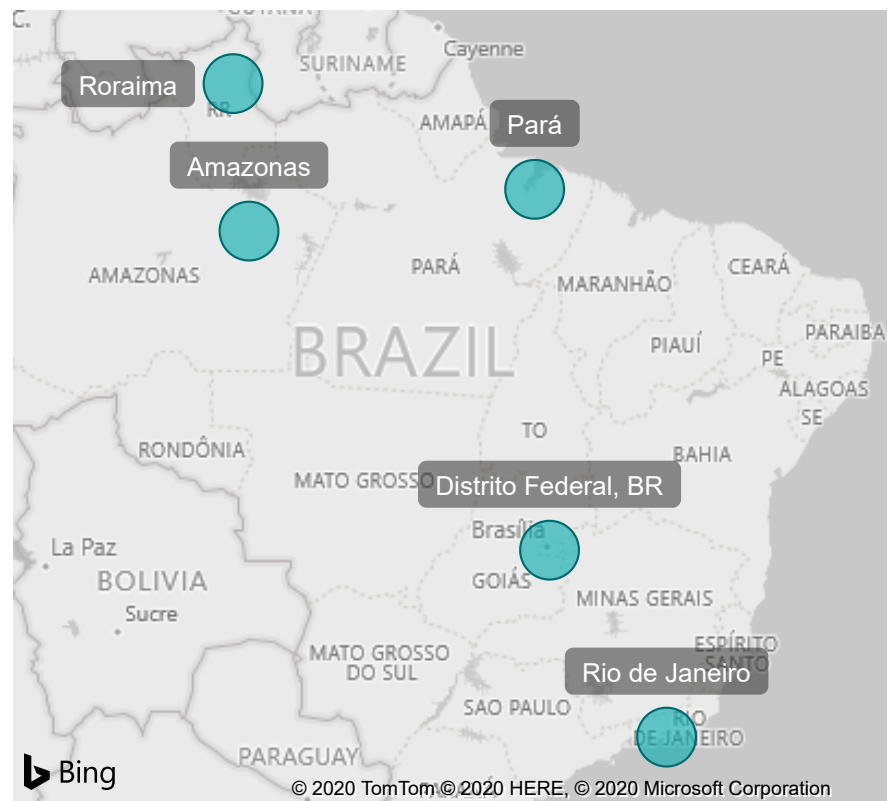 GUYANA
C.
Cayenne
SURINAME
Roraima
RR
AMAPÁ
Pará
Amazonas
AMAZONAS
PARÁ
MARANHÃO
CEARÁ
BRAZIL
PIAUÍ
PARAIBA
PE
ALAGOAS
SE
TO
RONDÔNIA
BAHIA
MATO GROSSO
Distrito Federal, BR
Brasília
La Paz
BOLIVIA
GOIÁS
MINAS GERAIS
Sucre
ESPÍRITO
SANTO
MATO GROSSO
DO SUL
Rio de Janeiro
SAO PAULO
RIO
DE JANEIRO
PARAGUAY
Bing
© 2020 TomTom © 2020 HERE, © 2020 Microsoft Corporation